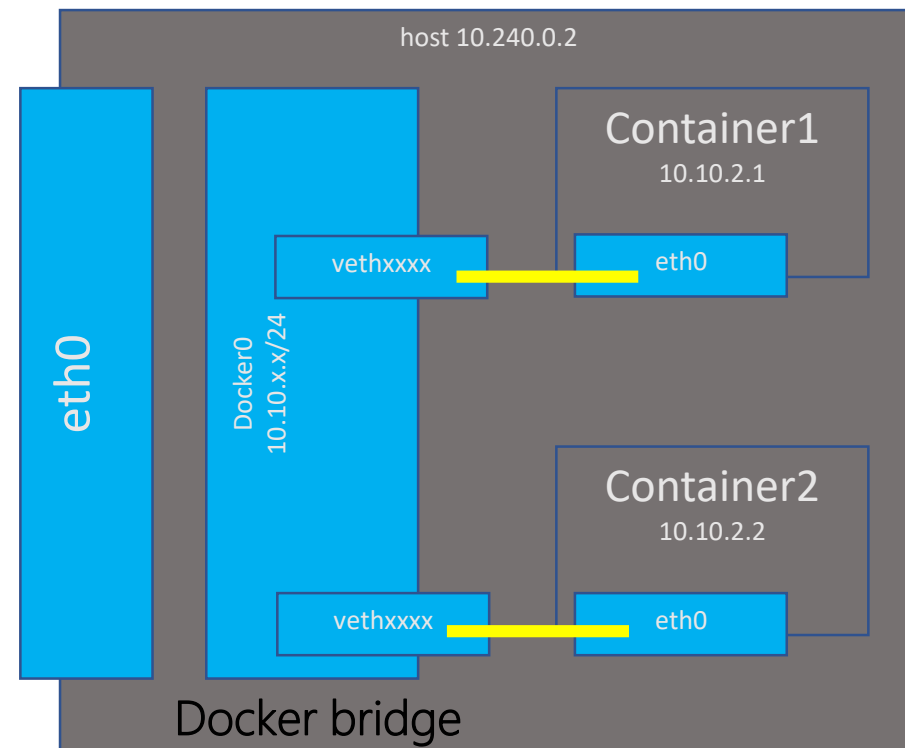 host 10.240.0.2
eth0
Docker0
10.10.x.x/24
vethxxxx
Container1
10.10.2.1
eth0
vethxxxx
Container2
10.10.2.2
eth0
Docker bridge